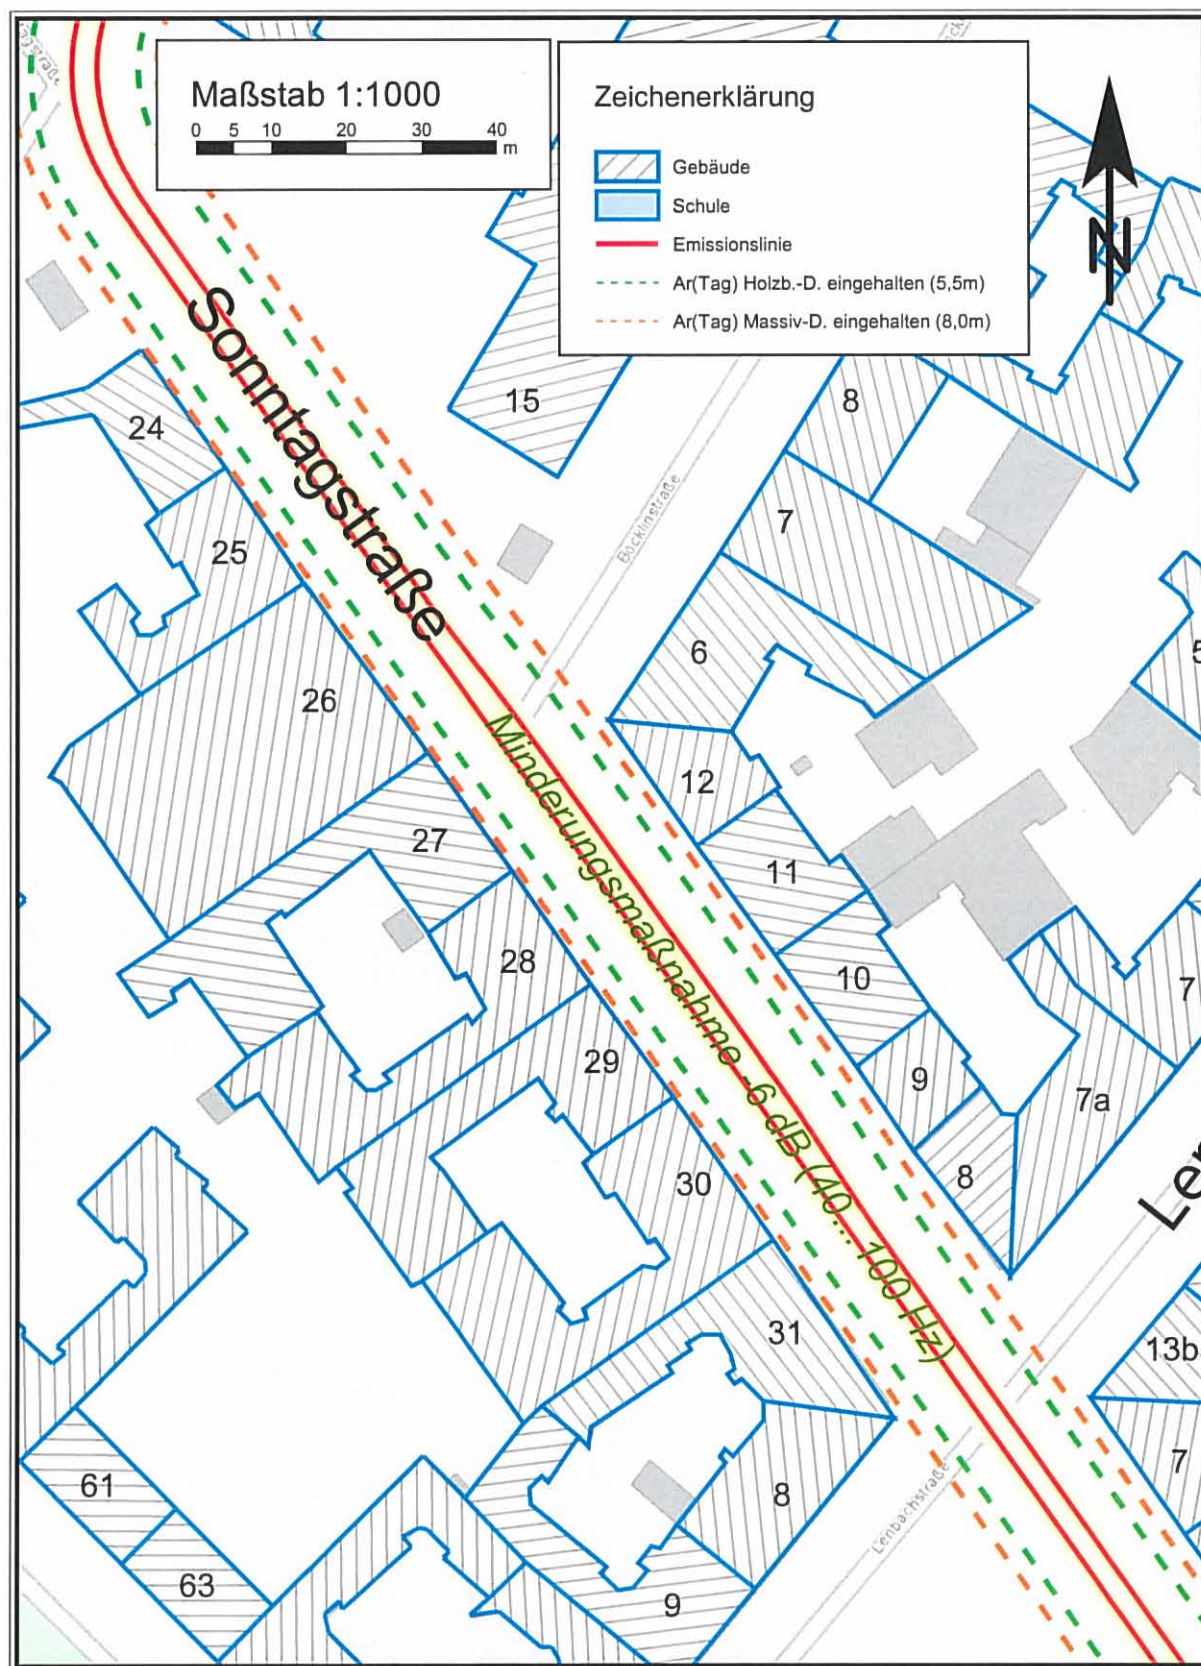 Maßstab 1:1000
0 5 10 20 30 40
m
Zeichenerklärung
Gebäude
Schule
Emissionslinie
Ar(Tag) Holzb.-D. eingehalten (5,5m)
Ar(Tag) Massiv-D. eingehalten (8,0m)
N
Sonntagstraße
Minderungsmaßnahme -6 dB (40... 100 Hz)
Böcklinstraße
15
8
24
7
25
6
5
26
12
27
11
28
10
7
29
9
7a
30
8
Len
31
13b
61
8
7
Lenbachstraße
63
9